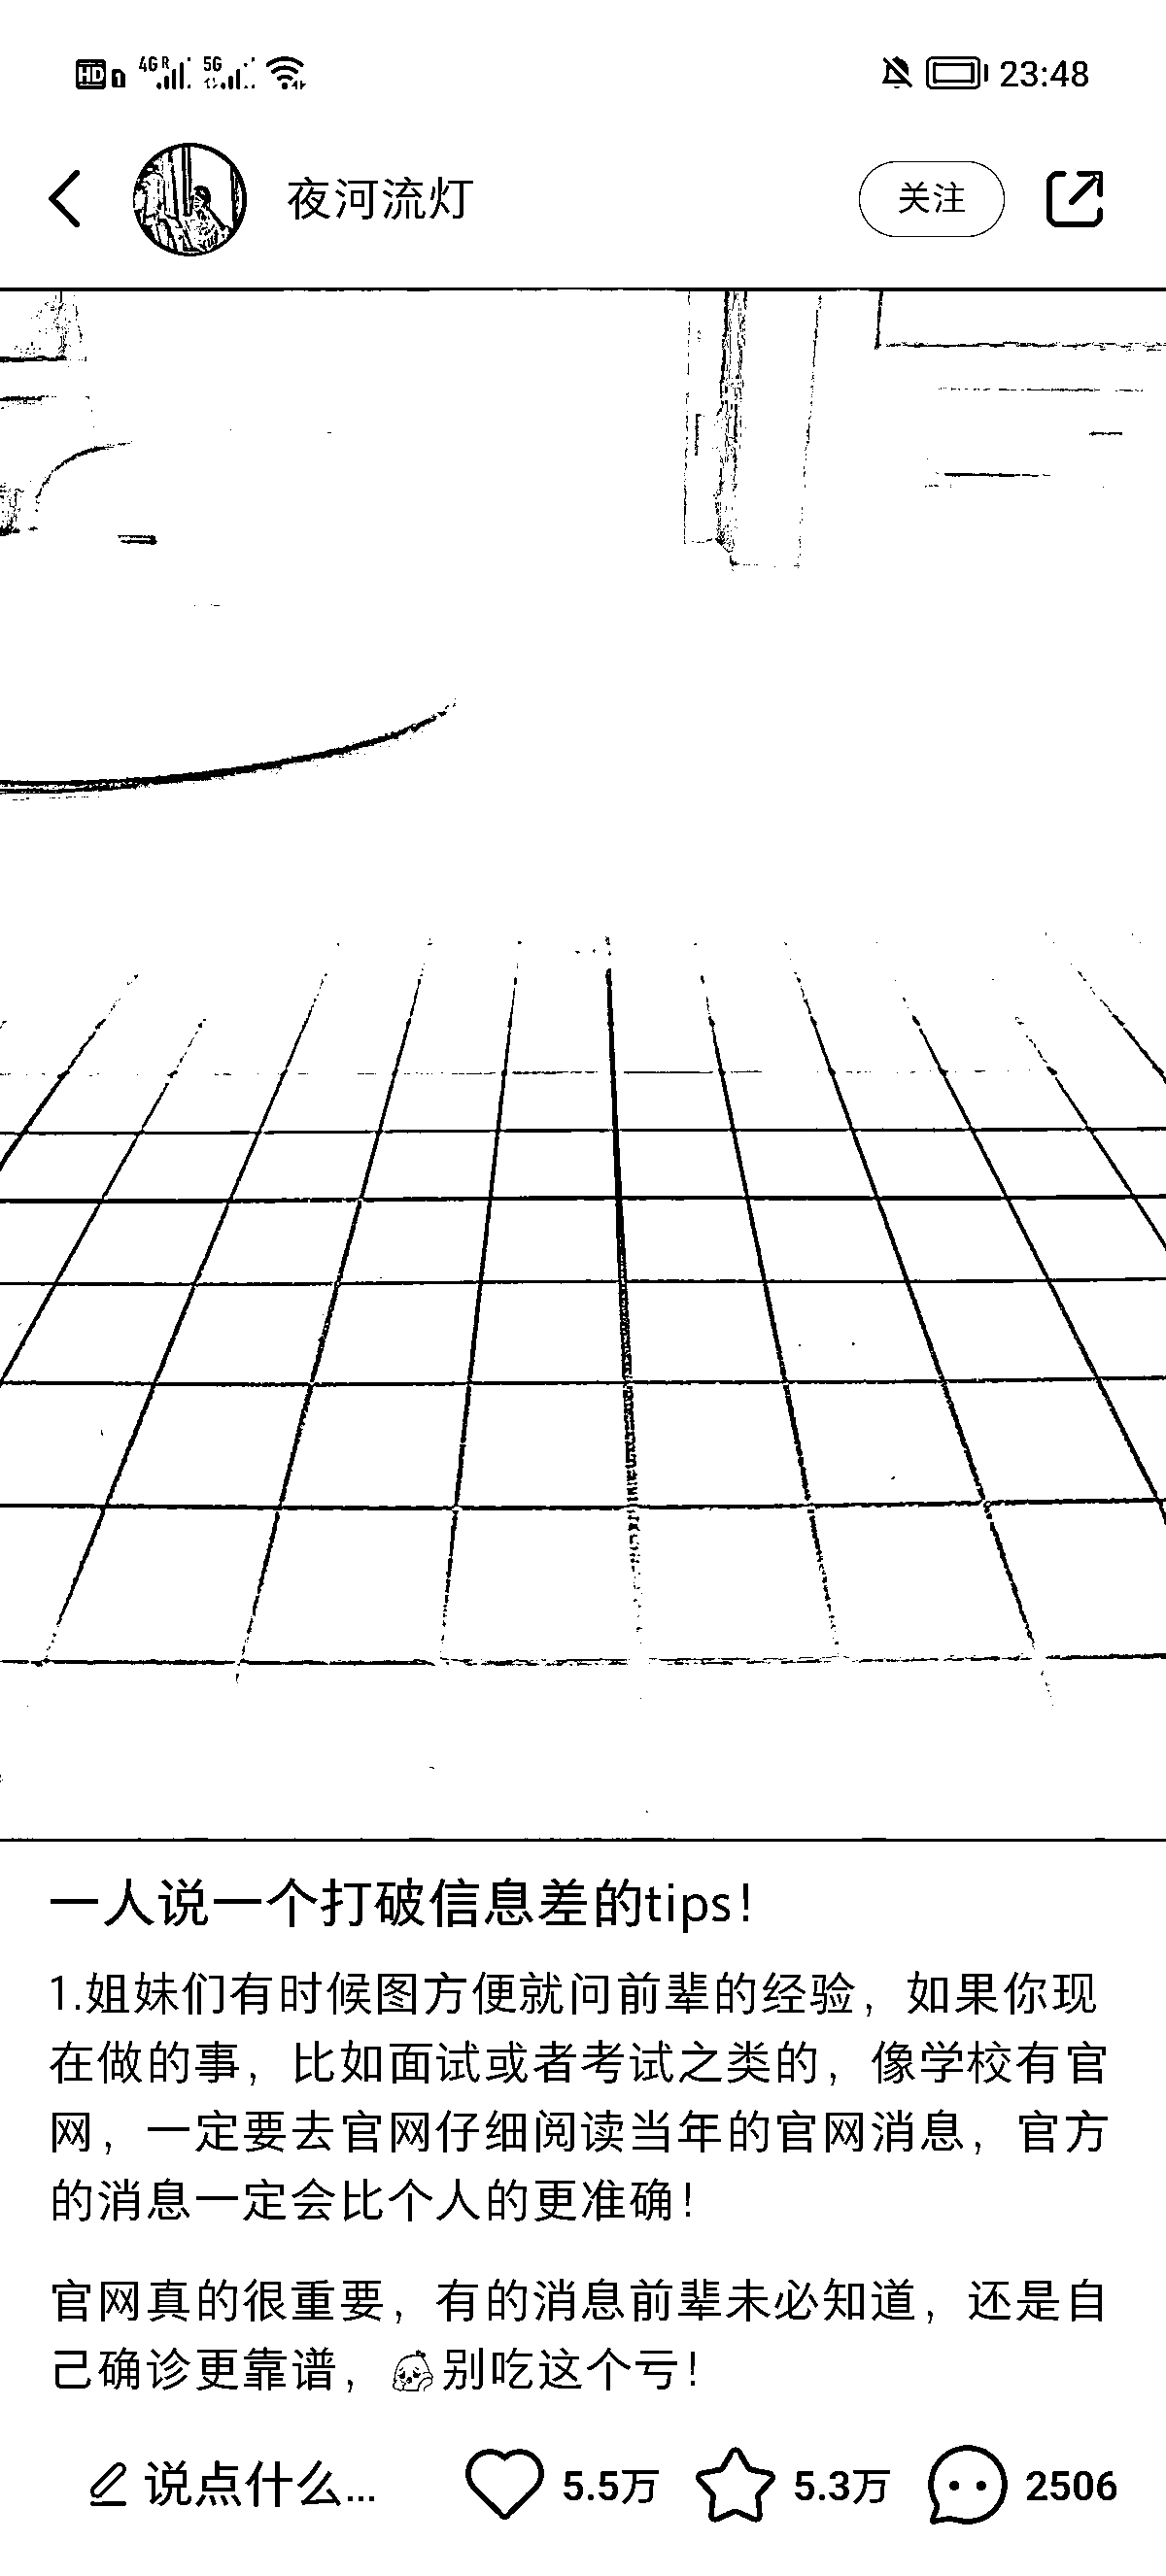 HD 1 4G R 5G 23:48
夜河流灯 关注
一人说一个打破信息差的tips！
1.姐妹们有时候图方便就问前辈的经验，如果你现
在做的事，比如面试或者考试之类的，像学校有官
网，一定要去官网仔细阅读当年的官网消息，官方
的消息一定会比个人的更准确！
官网真的很重要，有的消息前辈未必知道，还是自
己确诊更靠谱，别吃这个亏！
说点什么... 5.5万 5.3万 2506